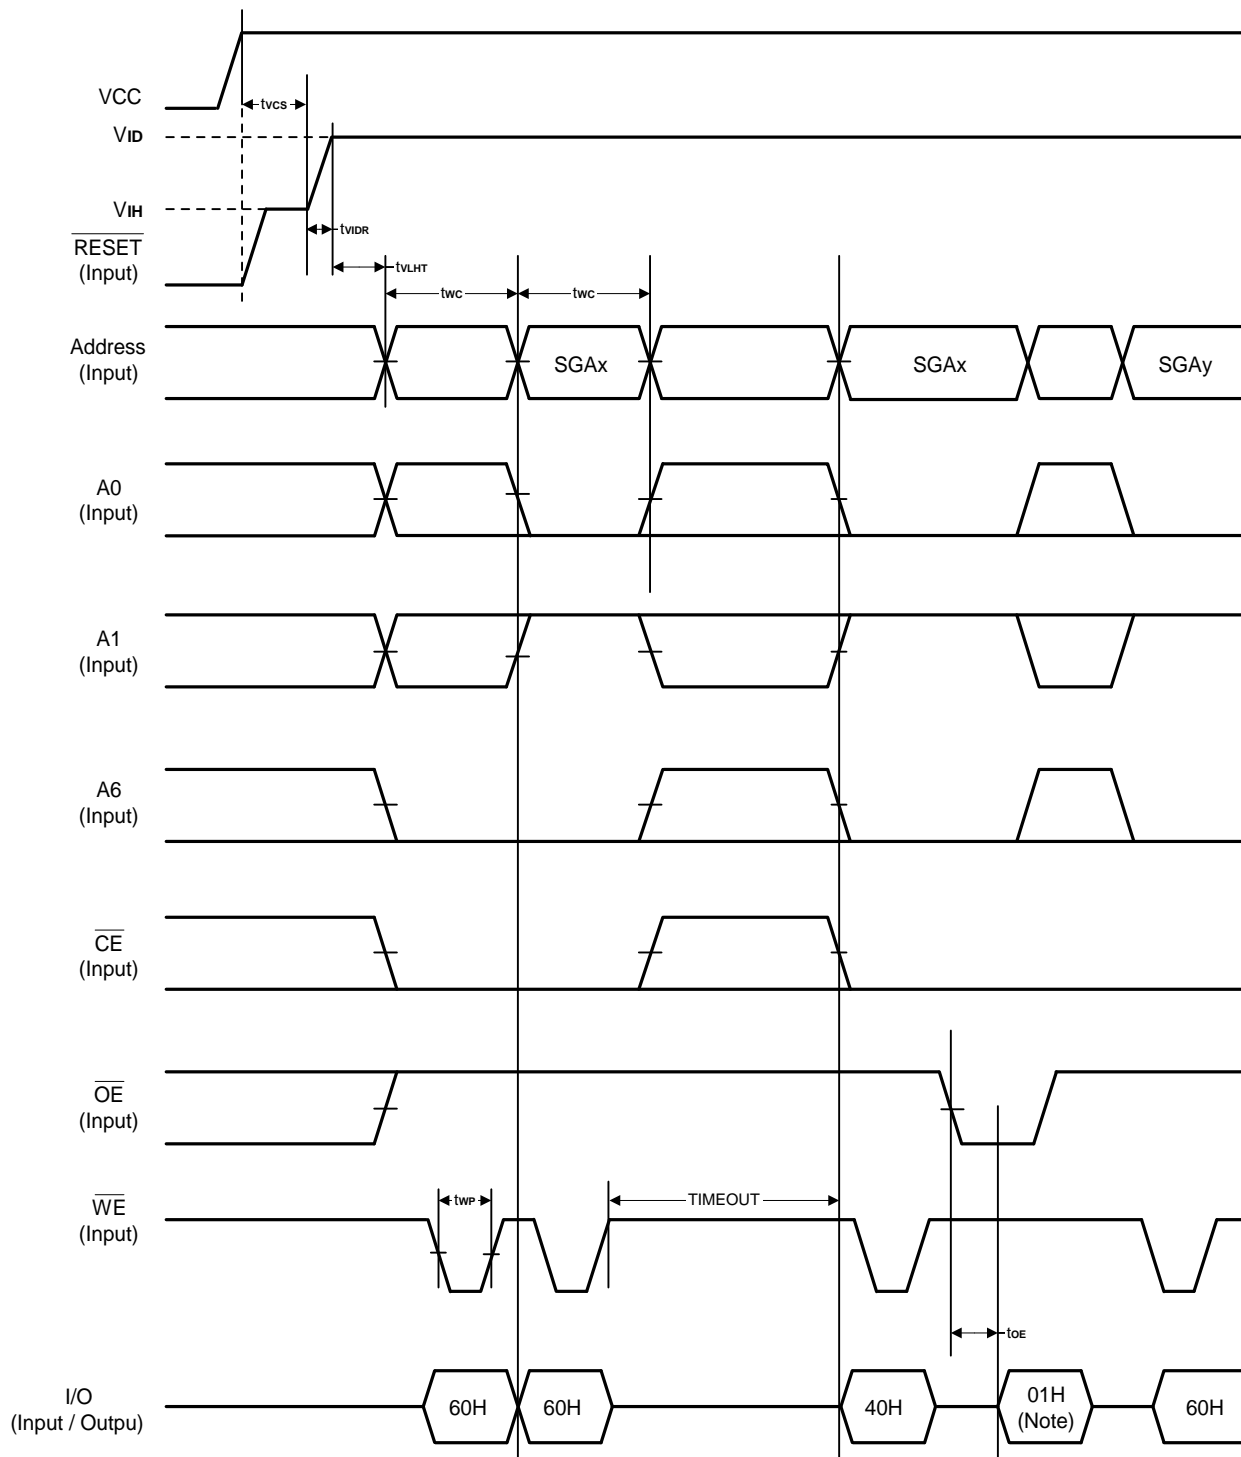 VCC
tVCS
VID
VIH
RESET
(Input)
tVIDR
tVLHT
tWC
tWC
Address
(Input)
SGAx
SGAx
SGAy
A0
(Input)
A1
(Input)
A6
(Input)
CE
(Input)
OE
(Input)
WE
(Input)
tWP
TIMEOUT
tOE
I/O
(Input / Outpu)
60H
60H
40H
01H
(Note)
60H